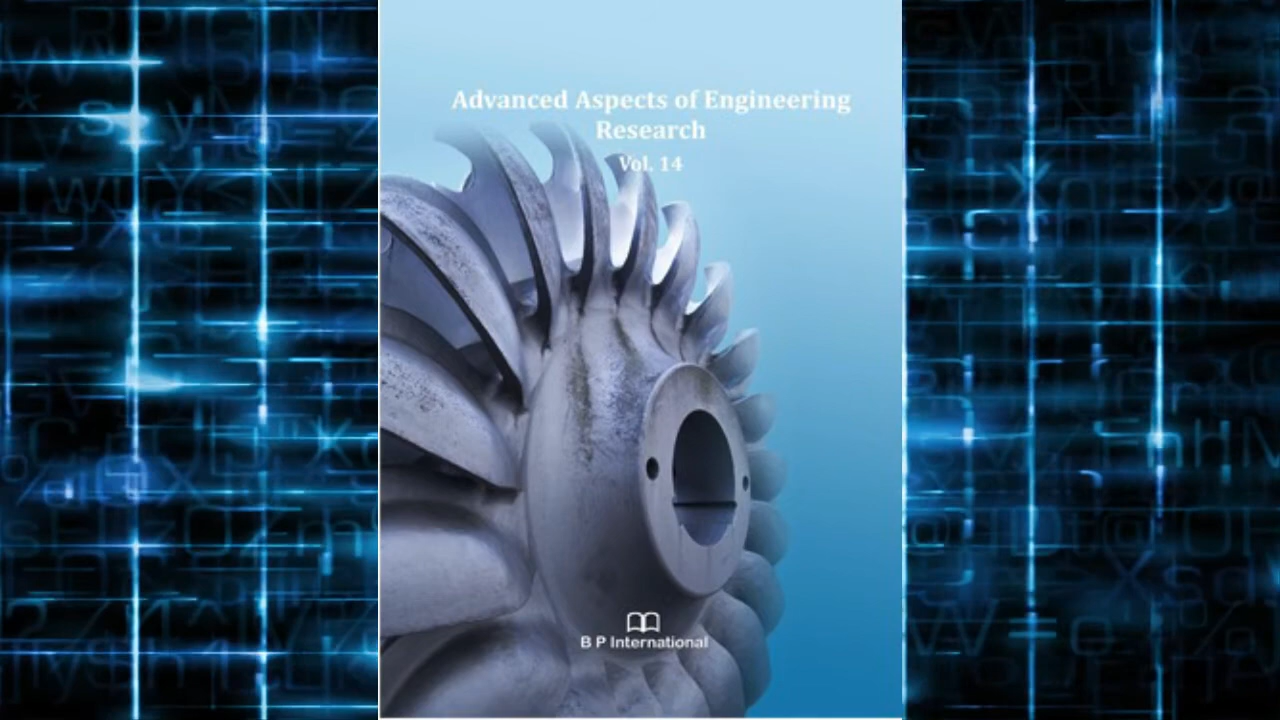 Advanced Aspects of Engineering
Research
Vol. 14
B P International